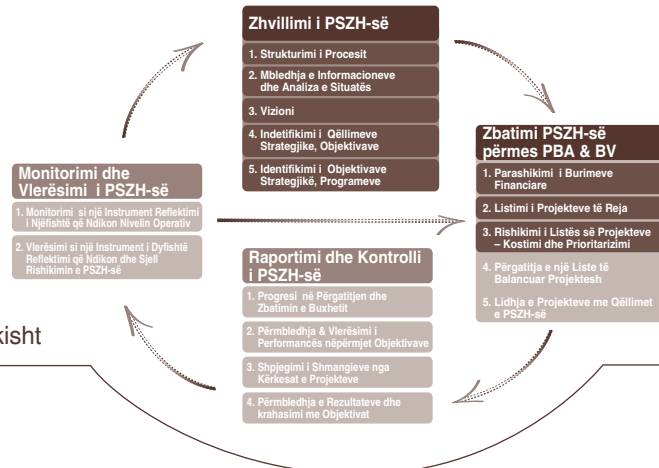 Zhvillimi i PSZH-së
1. Strukturimi i Procesit
2. Mbledhja e Informacioneve
dhe Analiza e Situatës
3. Vizioni
4. Indetifikimi i Qëllimeve
Strategjike, Objektivave
5. Identifikimi i Objektivave
Strategjikë, Programeve
Zbatimi PSZH-së
përmes PBA & BV
1. Parashikimi i Burimeve
Financiare
2. Listimi i Projekteve të Reja
3. Rishikimi i Listës së Projekteve
– Kostimi dhe Prioritarizimi
4. Përgatitja e një Liste të
Balancuar Projektesh
5. Lidhja e Projekteve me Qëllimet
e PSZH-së
Monitorimi dhe
Vlerësimi i PSZH-së
1. Monitorimi si një Instrument Reflektimi
i Njëfishtë që Ndikon Nivelin Operativ
2. Vlerësimi si një Instrument i Dyfishtë
Reflektimi që Ndikon dhe Sjell
Rishikimin e PSZH-së
Raportimi dhe Kontrolli
i PSZH-së
1. Progresi në Përgatitjen dhe
Zbatimin e Buxhetit
2. Përmbledhja & Vlerësimi i
Performancës nëpërmjet Objektivave
3. Shpjegimi i Shmangieve nga
Kërkesat e Projekteve
4. Përmbledhja e Rezultateve dhe
krahasimi me Objektivat
kisht